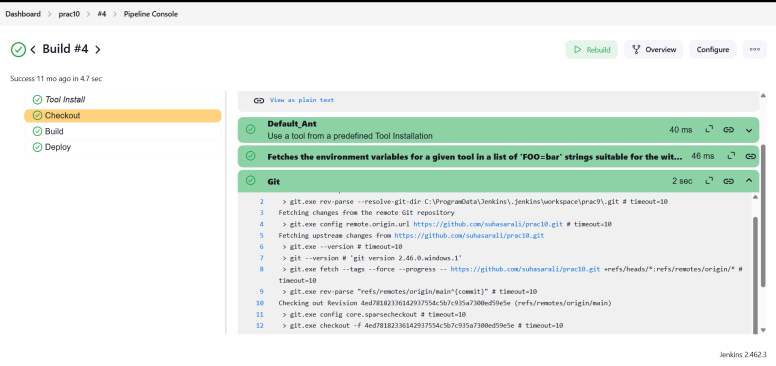 Dashboard > prac10 > #4 > Pipeline Console
Build #4
Rebuild
Overview
Configure
Success 11 mo ago in 4.7 sec
Tool Install
Checkout
Build
Deploy
View as plain text
Default_Ant
Use a tool from a predefined Tool Installation
40 ms
Fetches the environment variables for a given tool in a list of 'FOO=bar' strings suitable for the wit...
46 ms
Git
2 sec
2 > git.exe rev-parse --resolve-git-dir C:\ProgramData\Jenkins\.jenkins\workspace\prac9\.git # timeout=10
3 Fetching changes from the remote Git repository
4 > git.exe config remote.origin.url https://github.com/suhasarali/prac10.git # timeout=10
5 Fetching upstream changes from https://github.com/suhasarali/prac10.git
6 > git.exe --version # timeout=10
7 > git --version # 'git version 2.46.0.windows.1'
8 > git.exe fetch --tags --force --progress -- https://github.com/suhasarali/prac10.git +refs/heads/*:refs/remotes/origin/* #
timeout=10
9 > git.exe rev-parse "refs/remotes/origin/main^{commit}" # timeout=10
10 Checking out Revision 4ed78182336142937554c5b7c935a7300ed59e5e (refs/remotes/origin/main)
11 > git.exe config core.sparsecheckout # timeout=10
12 > git.exe checkout -f 4ed78182336142937554c5b7c935a7300ed59e5e # timeout=10
Jenkins 2.462.3